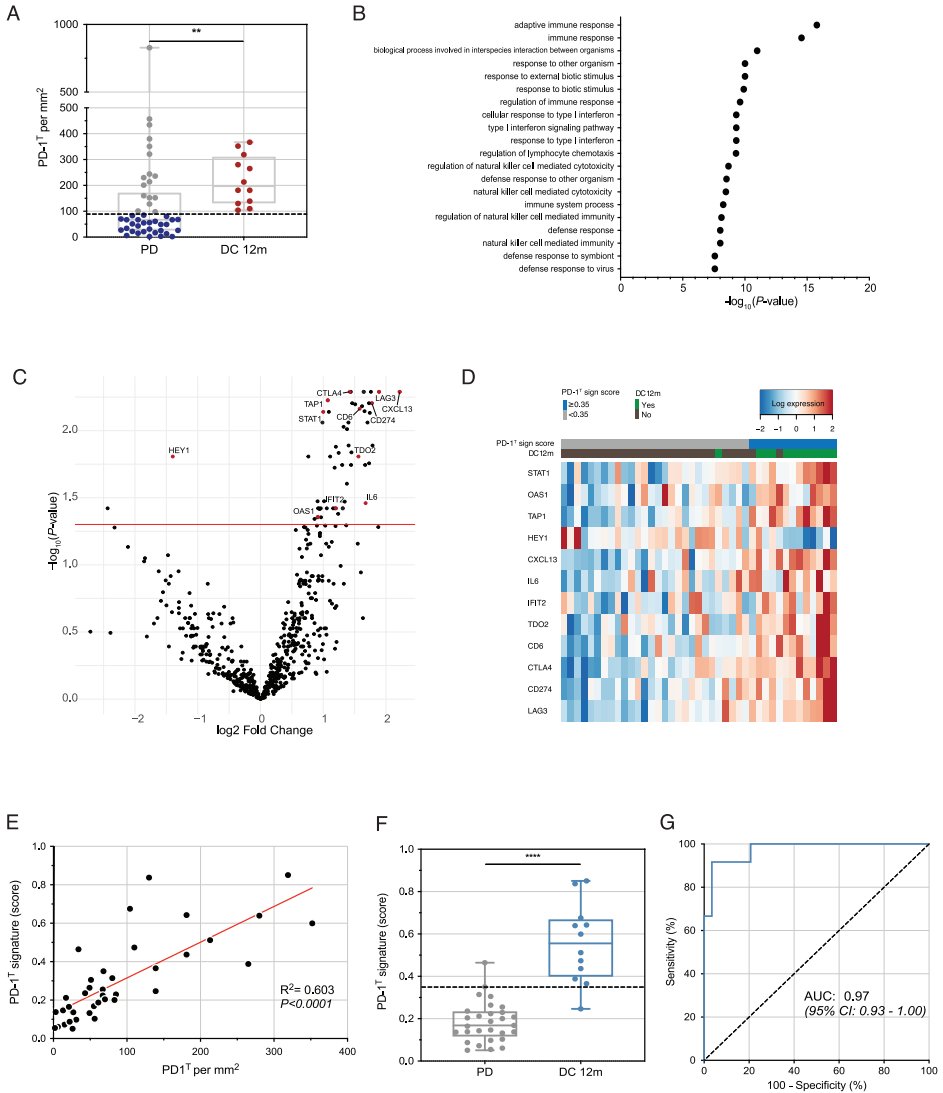 A
PD-1ᵀ per mm²
1000
500
500
400
300
200
100
0
**
PD
DC 12m
B
adaptive immune response
immune response
biological process involved in interspecies interaction between organisms
response to other organism
response to external biotic stimulus
response to biotic stimulus
regulation of immune response
cellular response to type I interferon
type I interferon signaling pathway
response to type I interferon
regulation of lymphocyte chemotaxis
regulation of natural killer cell mediated cytotoxicity
defense response to other organism
natural killer cell mediated cytotoxicity
immune system process
regulation of natural killer cell mediated immunity
defense response
natural killer cell mediated immunity
defense response to symbiont
defense response to virus
0 5 10 15 20
-log₁₀(P-value)
C
−log₁₀(P-value)
2.0
1.5
1.0
0.5
0.0
CTLA4
LAG3
TAP1
CXCL13
CD6
STAT1
CD274
HEY1
TDO2
IL6
IFIT2
OAS1
−2 −1 0 1 2
log2 Fold Change
D
PD-1ᵀ sign score
≥0.35
<0.35
DC12m
Yes
No
Log expression
−2 −1 0 1 2
PD-1ᵀ sign score
DC12m
STAT1
OAS1
TAP1
HEY1
CXCL13
IL6
IFIT2
TDO2
CD6
CTLA4
CD274
LAG3
E
PD-1ᵀ signature (score)
1.0
0.8
0.6
0.4
0.2
0.0
R²= 0.603
P<0.0001
0 100 200 300 400
PD1ᵀ per mm²
F
PD-1ᵀ signature (score)
1.0
0.8
0.6
0.4
0.2
0.0
****
PD
DC 12m
G
Sensitivity (%)
100
80
60
40
20
0
AUC: 0.97
(95% CI: 0.93 - 1.00)
0 20 40 60 80 100
100 - Specificity (%)